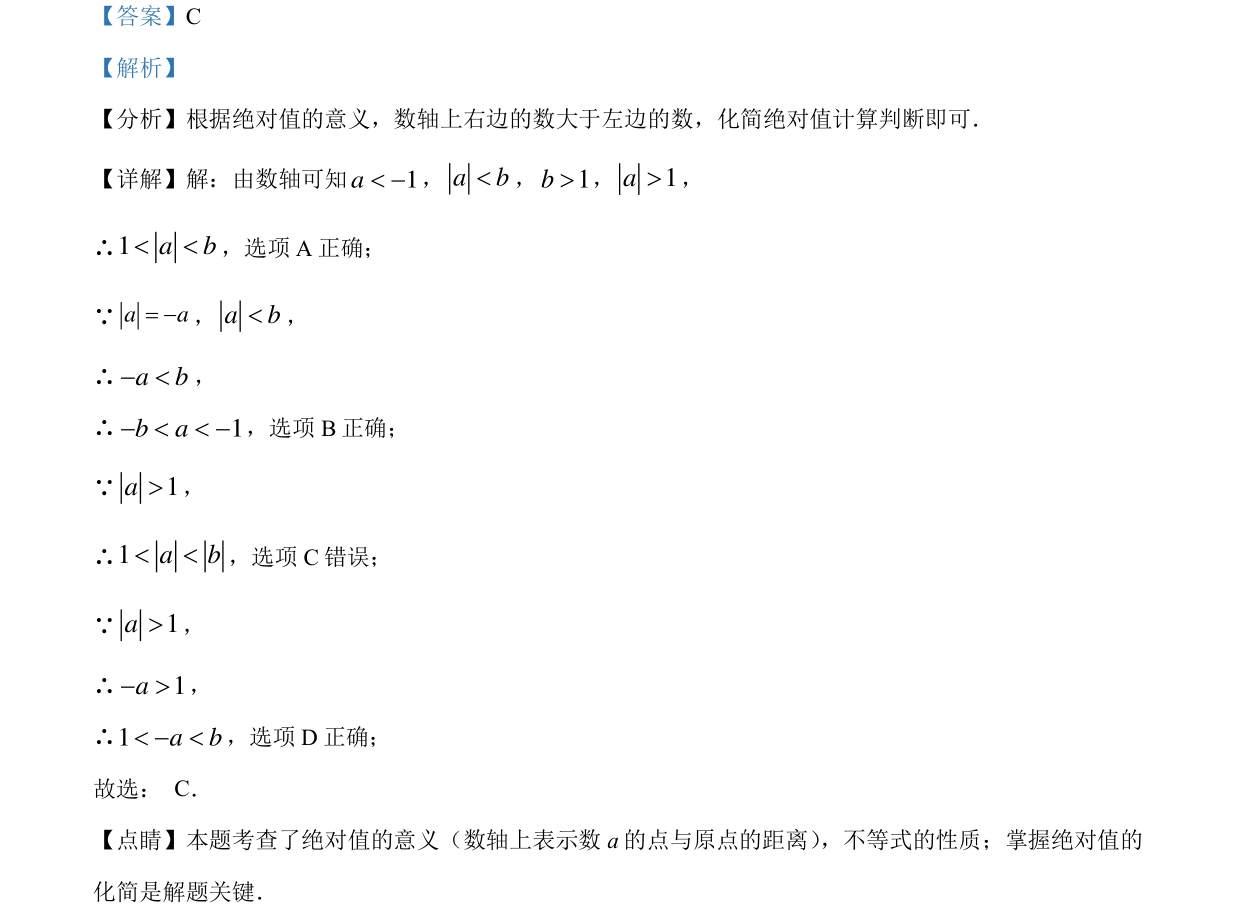 【答案】C
【解析】
【分析】根据绝对值的意义，数轴上右边的数大于左边的数，化简绝对值计算判断即可．
【详解】解：由数轴可知 a < −1，|a| < b，b > 1，|a| > 1，
∴1 < |a| < b，选项 A 正确；
∵|a| = −a，|a| < b，
∴ −a < b，
∴ −b < a < −1，选项 B 正确；
∵|a| > 1，
∴1 < |a| < |b|，选项 C 错误；
∵|a| > 1，
∴ −a > 1，
∴1 < −a < b，选项 D 正确；
故选： C．
【点睛】本题考查了绝对值的意义（数轴上表示数 a 的点与原点的距离），不等式的性质；掌握绝对值的
化简是解题关键．